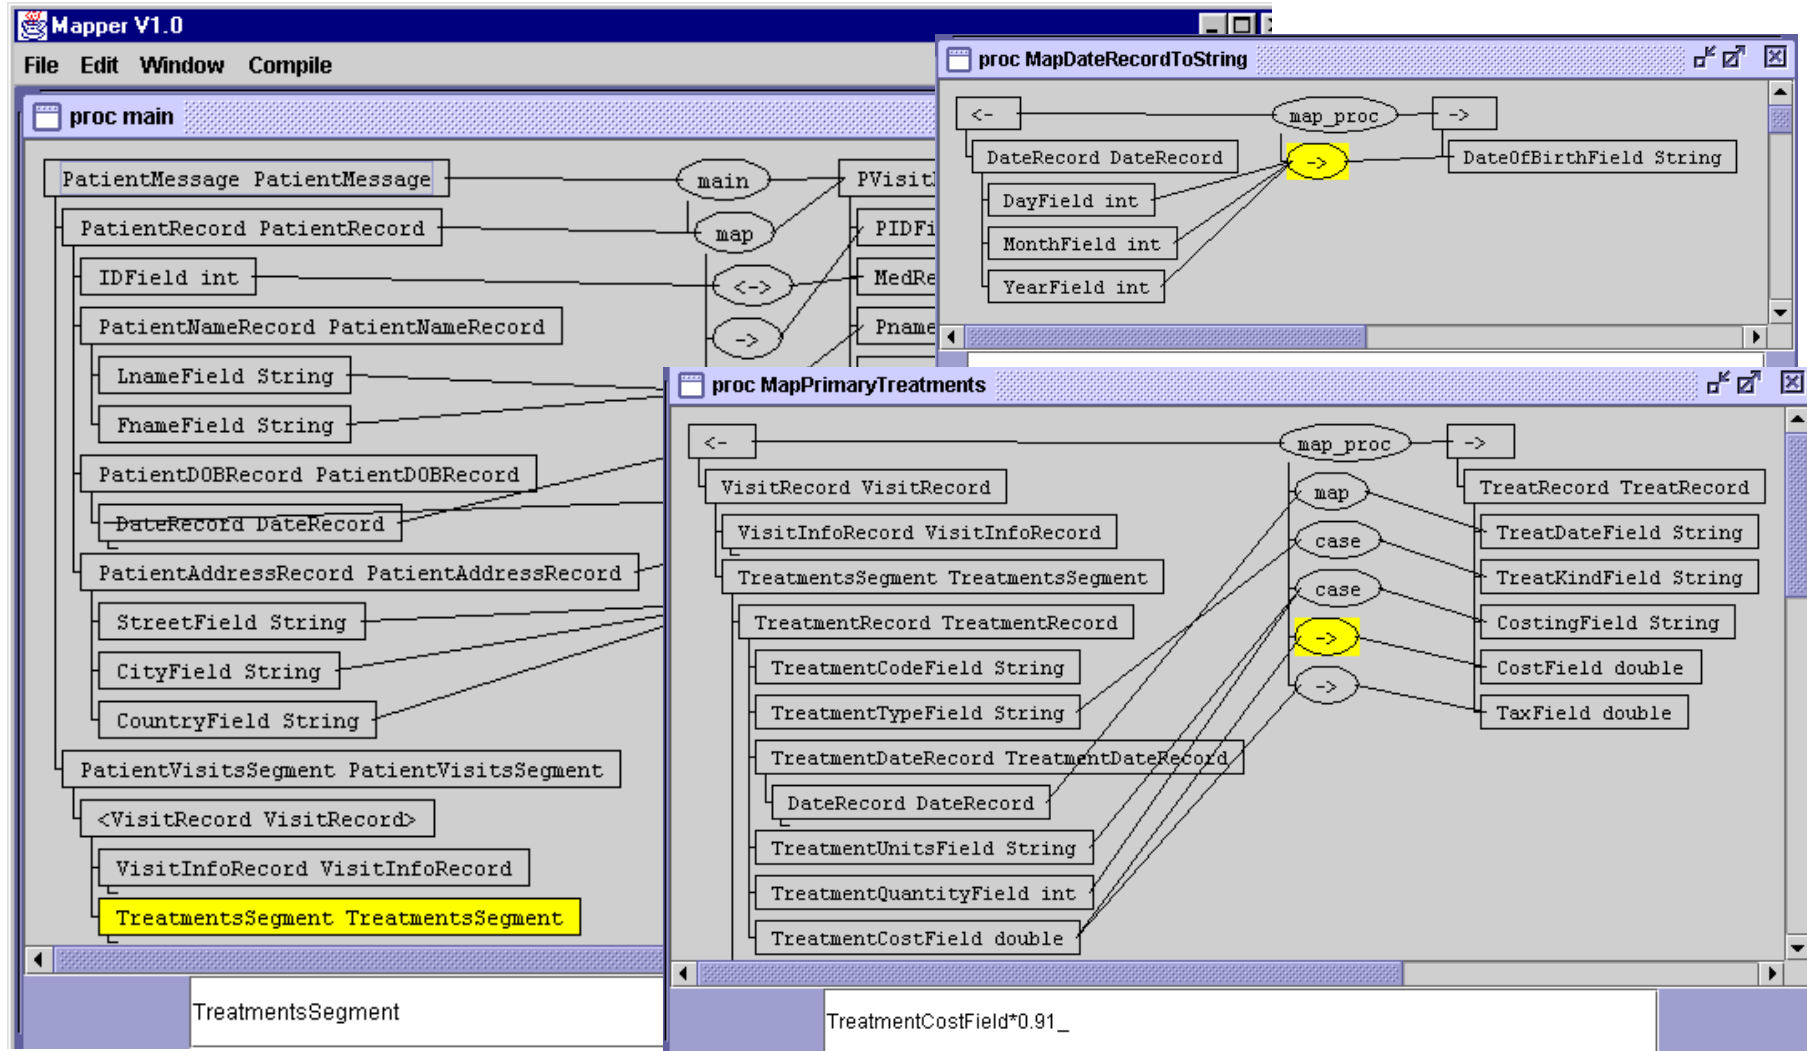 Mapper V1.0
File Edit Window Compile
proc main
PatientMessage PatientMessage
main
PVisit
PatientRecord PatientRecord
map
PIDFi
IDField int
<->
MedRe
PatientNameRecord PatientNameRecord
->
Pname
LnameField String
FnameField String
PatientDOBRecord PatientDOBRecord
DateRecord DateRecord
PatientAddressRecord PatientAddressRecord
StreetField String
CityField String
CountryField String
PatientVisitsSegment PatientVisitsSegment
<VisitRecord VisitRecord>
VisitInfoRecord VisitInfoRecord
TreatmentsSegment TreatmentsSegment
TreatmentsSegment
proc MapDateRecordToString
<-
map_proc
->
DateRecord DateRecord
->
DateOfBirthField String
DayField int
MonthField int
YearField int
proc MapPrimaryTreatments
<-
map_proc
->
VisitRecord VisitRecord
map
TreatRecord TreatRecord
VisitInfoRecord VisitInfoRecord
case
TreatDateField String
TreatmentsSegment TreatmentsSegment
case
TreatKindField String
TreatmentRecord TreatmentRecord
->
CostingField String
TreatmentCodeField String
->
CostField double
TreatmentTypeField String
TaxField double
TreatmentDateRecord TreatmentDateRecord
DateRecord DateRecord
TreatmentUnitsField String
TreatmentQuantityField int
TreatmentCostField double
TreatmentCostField*0.91_